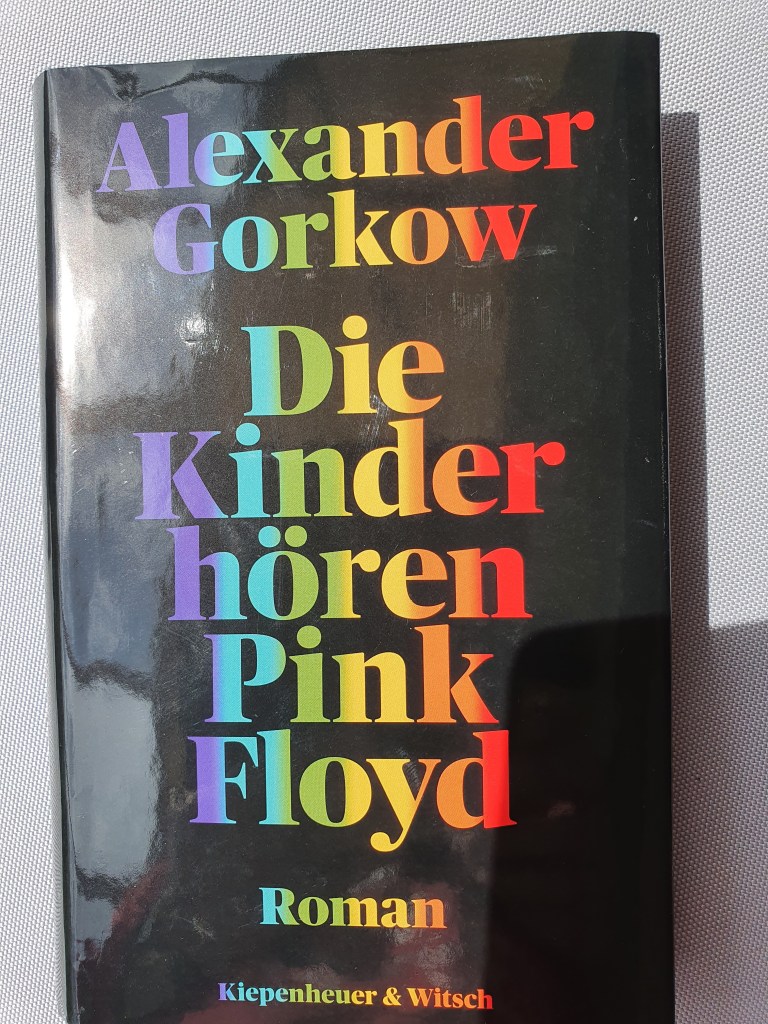 Alexander
Gorkow
Die
Kinder
hören
Pink
Floyd
Roman
Kiepenheuer & Witsch